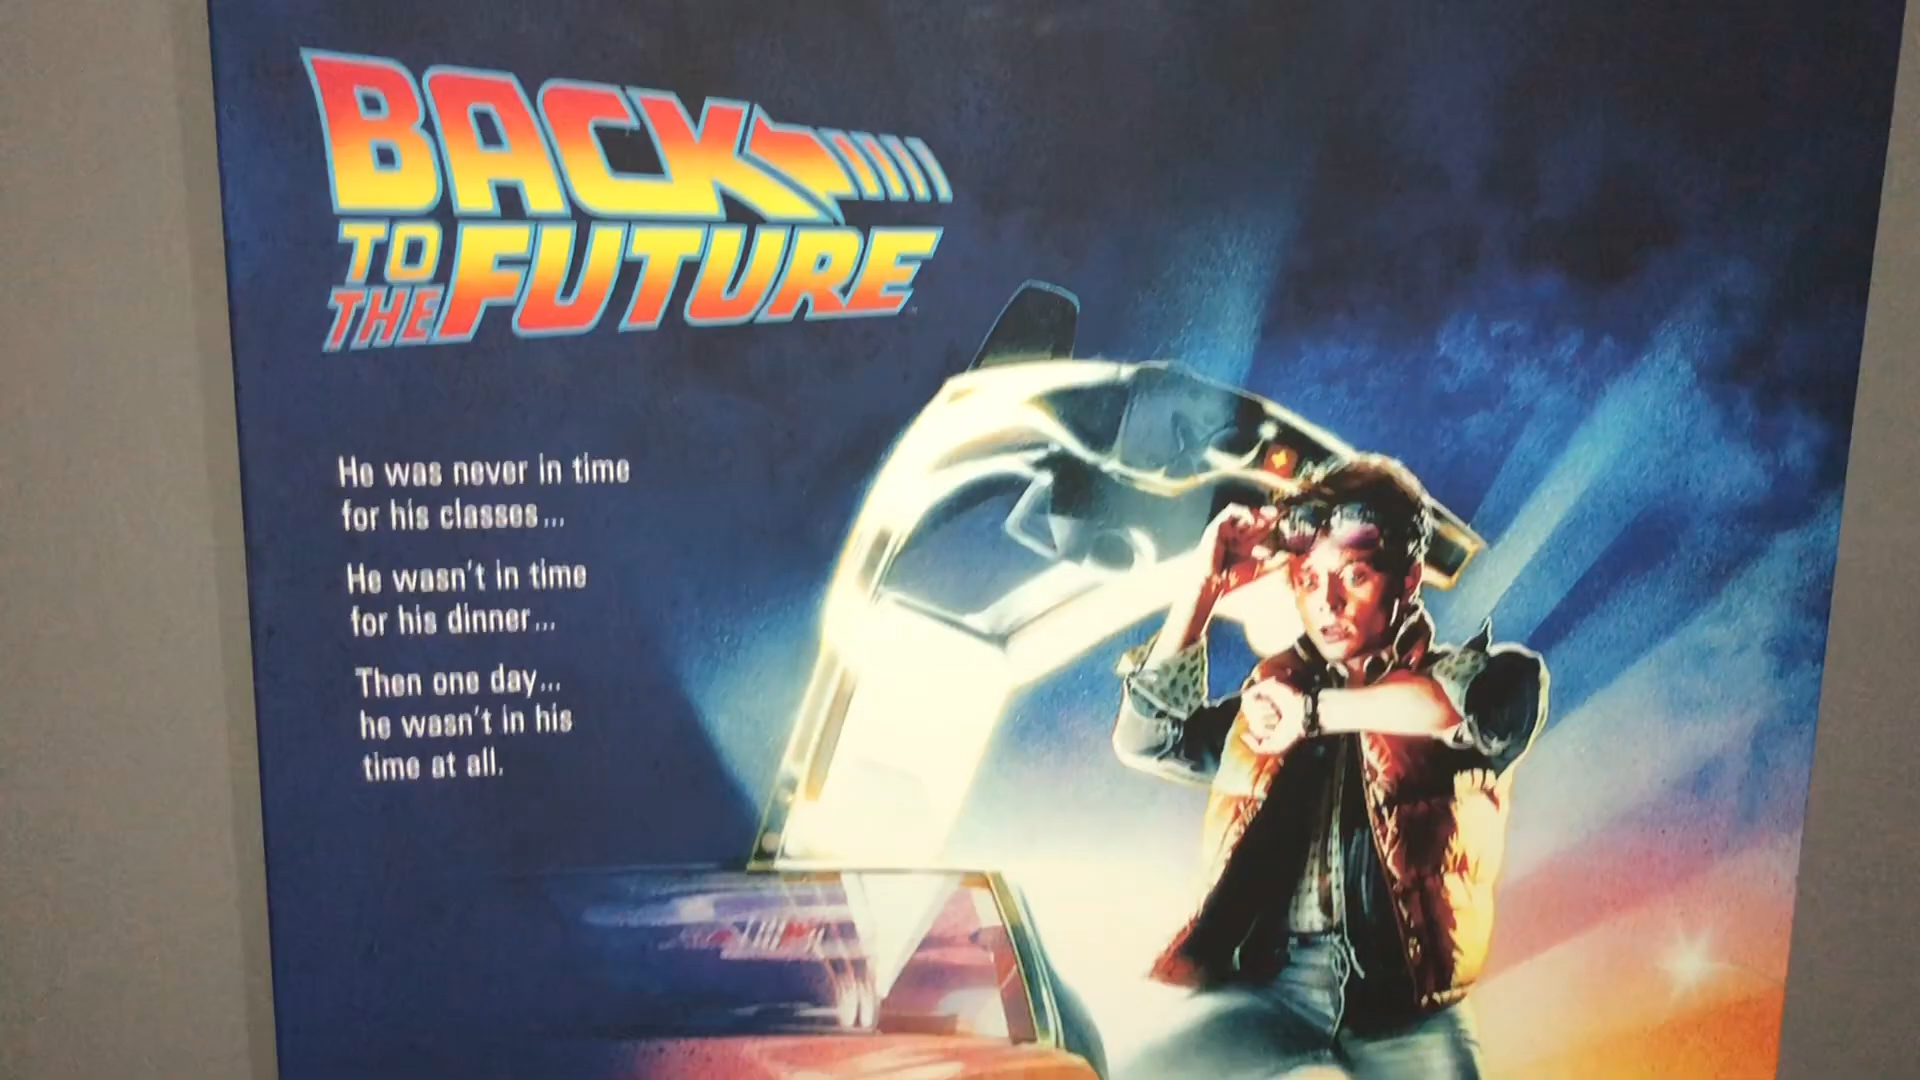 BACK
TO
THE FUTURE
He was never in time
for his classes...
He wasn't in time
for his dinner...
Then one day...
he wasn't in his
time at all.